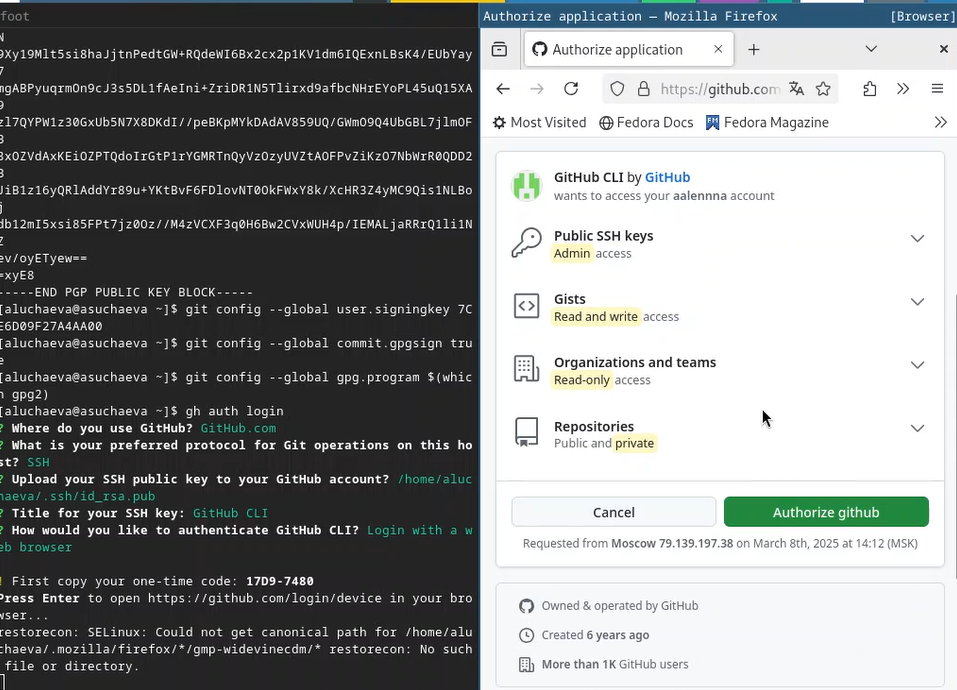 foot
N
9Xy19Mlt5si8haJjtnPedtGW+RQdeWI6Bx2cx2p1KV1dm6IQExnLBsK4/EUbYay
7
mgABPyuqrmOn9cJ3s5DL1fAeIni+ZriDR1N5Tlirxd9afbcNHrEYoPL45uQ15XA
9
zl7QYPW1z30GxUb5N7X8DKdI//peBKpMYkDAdAV859UQ/GWmO9Q4UbGBL7jlmOF
8
3xOZVdAxKEiOZPTQdoIrGtP1rYGMRTnQyVzOzyUVZtAOFPvZiKzO7NbWrR0QDD2
8
JiB1z16yQRlAddYr89u+YKtBvF6FDlovNT0OkFWxY8k/XcHR3Z4yMC9Qis1NLBo
j
db12mI5xsi85FPt7jz0Oz//M4zVCXF3q0H6Bw2CVxWUH4p/IEMALjaRRrQ1li1N
Z
ev/oyETyew==
=xyE8
-----END PGP PUBLIC KEY BLOCK-----
[aluchaeva@asuchaeva ~]$ git config --global user.signingkey 7C
E6D09F27A4AA00
[aluchaeva@asuchaeva ~]$ git config --global commit.gpgsign tru
e
[aluchaeva@asuchaeva ~]$ git config --global gpg.program $(whic
h gpg2)
[aluchaeva@asuchaeva ~]$ gh auth login
? Where do you use GitHub? GitHub.com
? What is your preferred protocol for Git operations on this ho
st? SSH
? Upload your SSH public key to your GitHub account? /home/aluc
haeva/.ssh/id_rsa.pub
? Title for your SSH key: GitHub CLI
? How would you like to authenticate GitHub CLI? Login with a w
eb browser
! First copy your one-time code: 17D9-7480
Press Enter to open https://github.com/login/device in your bro
wser...
restorecon: SELinux: Could not get canonical path for /home/alu
chaeva/.mozilla/firefox/*/gmp-widevinecdm/* restorecon: No such
file or directory.
Authorize application — Mozilla Firefox [Browser]
Authorize application
https://github.com
Most Visited Fedora Docs Fedora Magazine
GitHub CLI by GitHub
wants to access your aalennna account
Public SSH keys
Admin access
Gists
Read and write access
Organizations and teams
Read-only access
Repositories
Public and private
Cancel Authorize github
Requested from Moscow 79.139.197.38 on March 8th, 2025 at 14:12 (MSK)
Owned & operated by GitHub
Created 6 years ago
More than 1K GitHub users